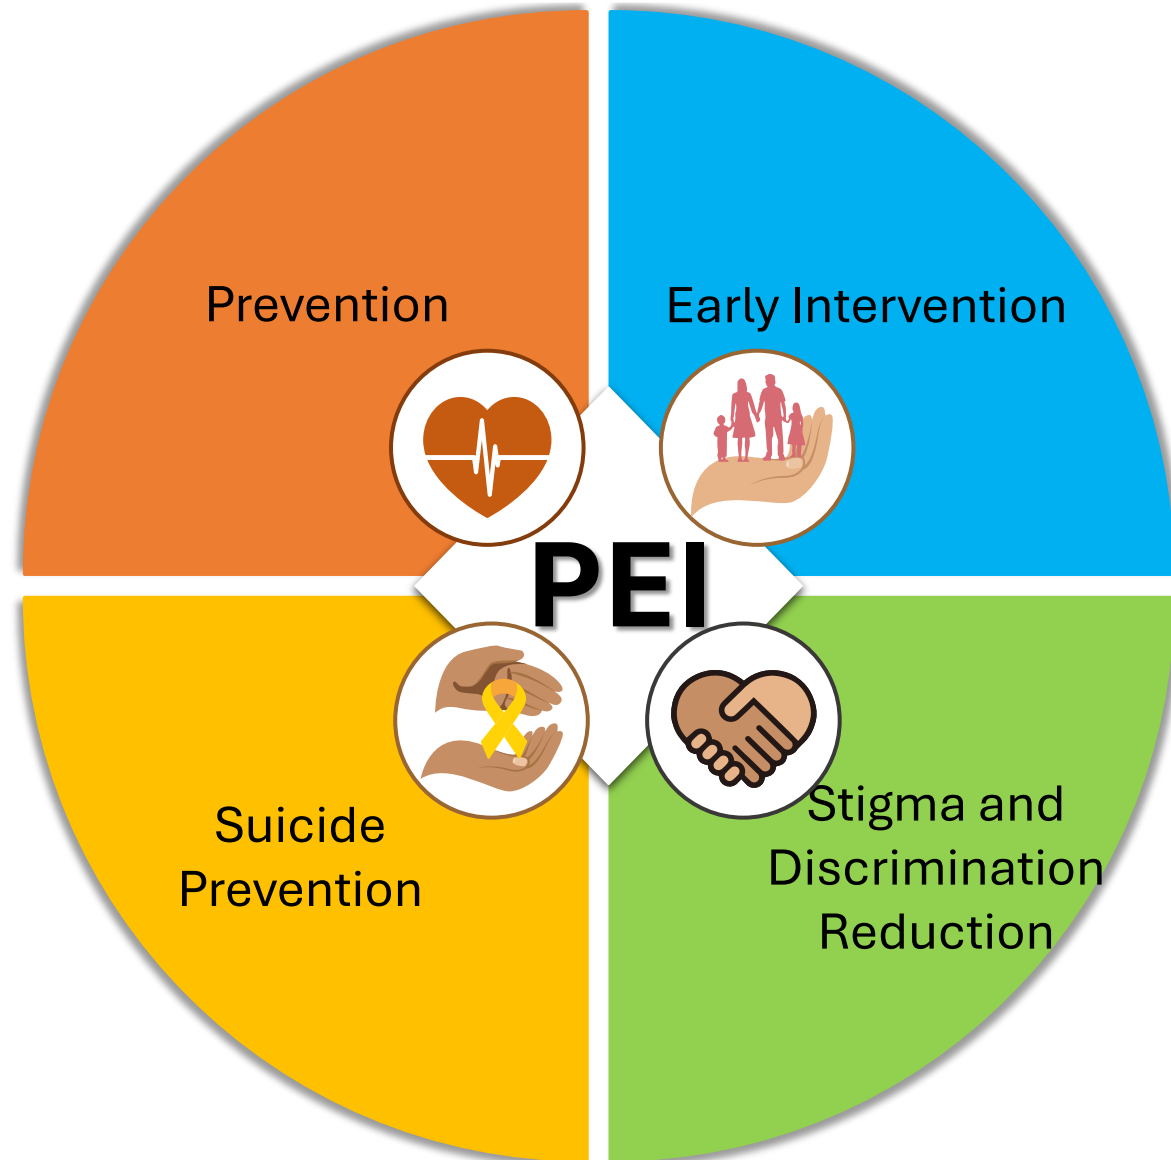 Prevention
Early Intervention
PEI
Suicide
Prevention
Stigma and
Discrimination
Reduction